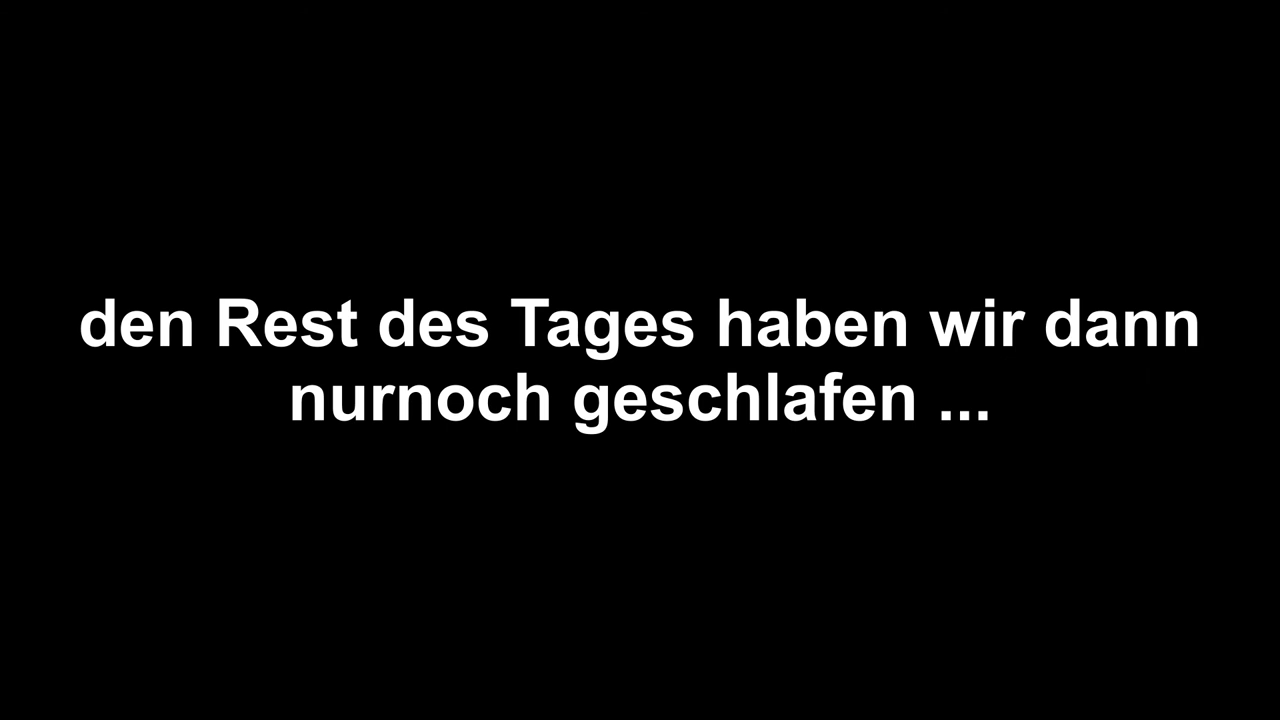 den Rest des Tages haben wir dann
nurnoch geschlafen ...